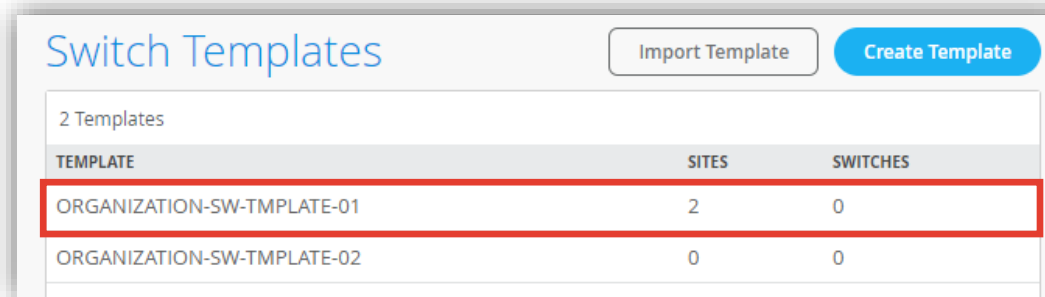 Switch Templates
Import Template
Create Template
2 Templates
TEMPLATE SITES SWITCHES
ORGANIZATION-SW-TMPLATE-01 2 0
ORGANIZATION-SW-TMPLATE-02 0 0